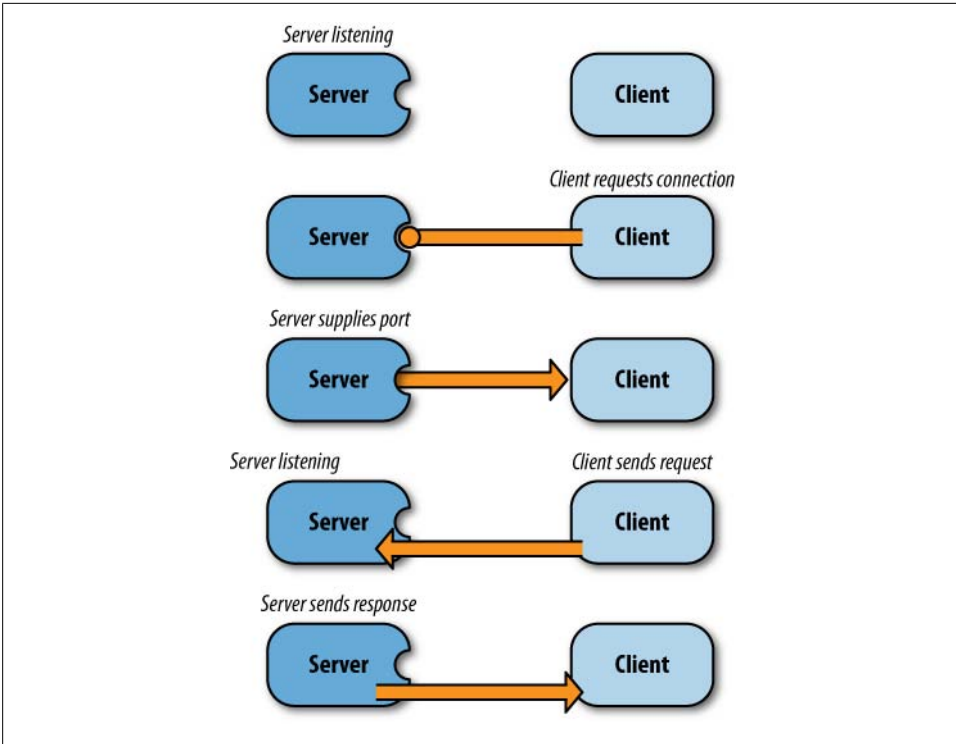 Server listening
Server
Client
Client requests connection
Server
Client
Server supplies port
Server
Client
Server listening
Client sends request
Server
Client
Server sends response
Server
Client